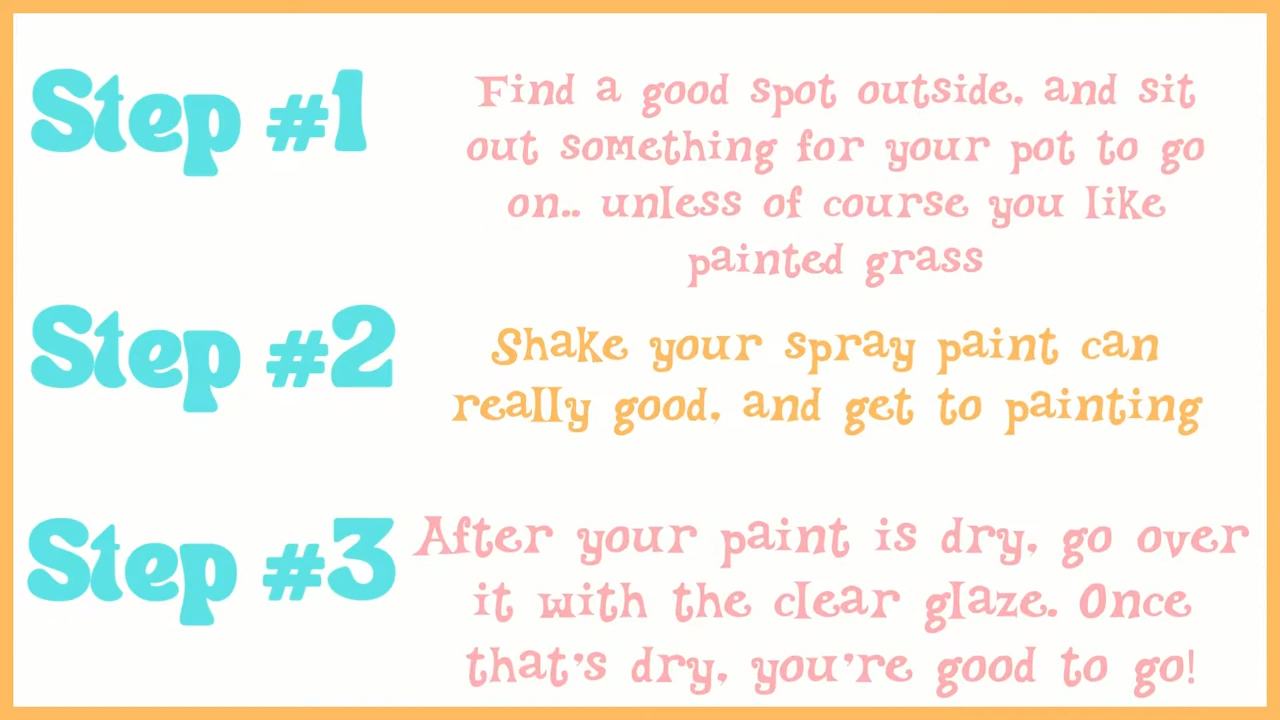 Step #1
Find a good spot outside, and sit
out something for your pot to go
on.. unless of course you like
painted grass
Step #2
Shake your spray paint can
really good, and get to painting
Step #3
After your paint is dry, go over
it with the clear glaze. Once
that's dry, you're good to go!